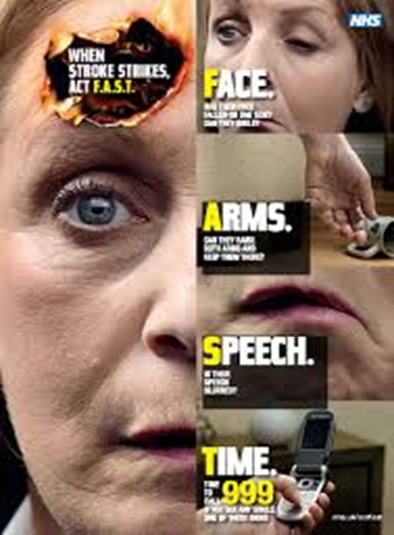 WHEN
STROKE STRIKES,
ACT F.A.S.T.
NHS
FACE.
HAS THEIR FACE
FALLEN ON ONE SIDE?
CAN THEY SMILE?
ARMS.
CAN THEY RAISE
BOTH ARMS AND
KEEP THEM THERE?
SPEECH.
IS THEIR
SPEECH
SLURRED?
TIME.
TIME
TO
CALL 999
IF YOU SEE ANY SINGLE
ONE OF THESE SIGNS